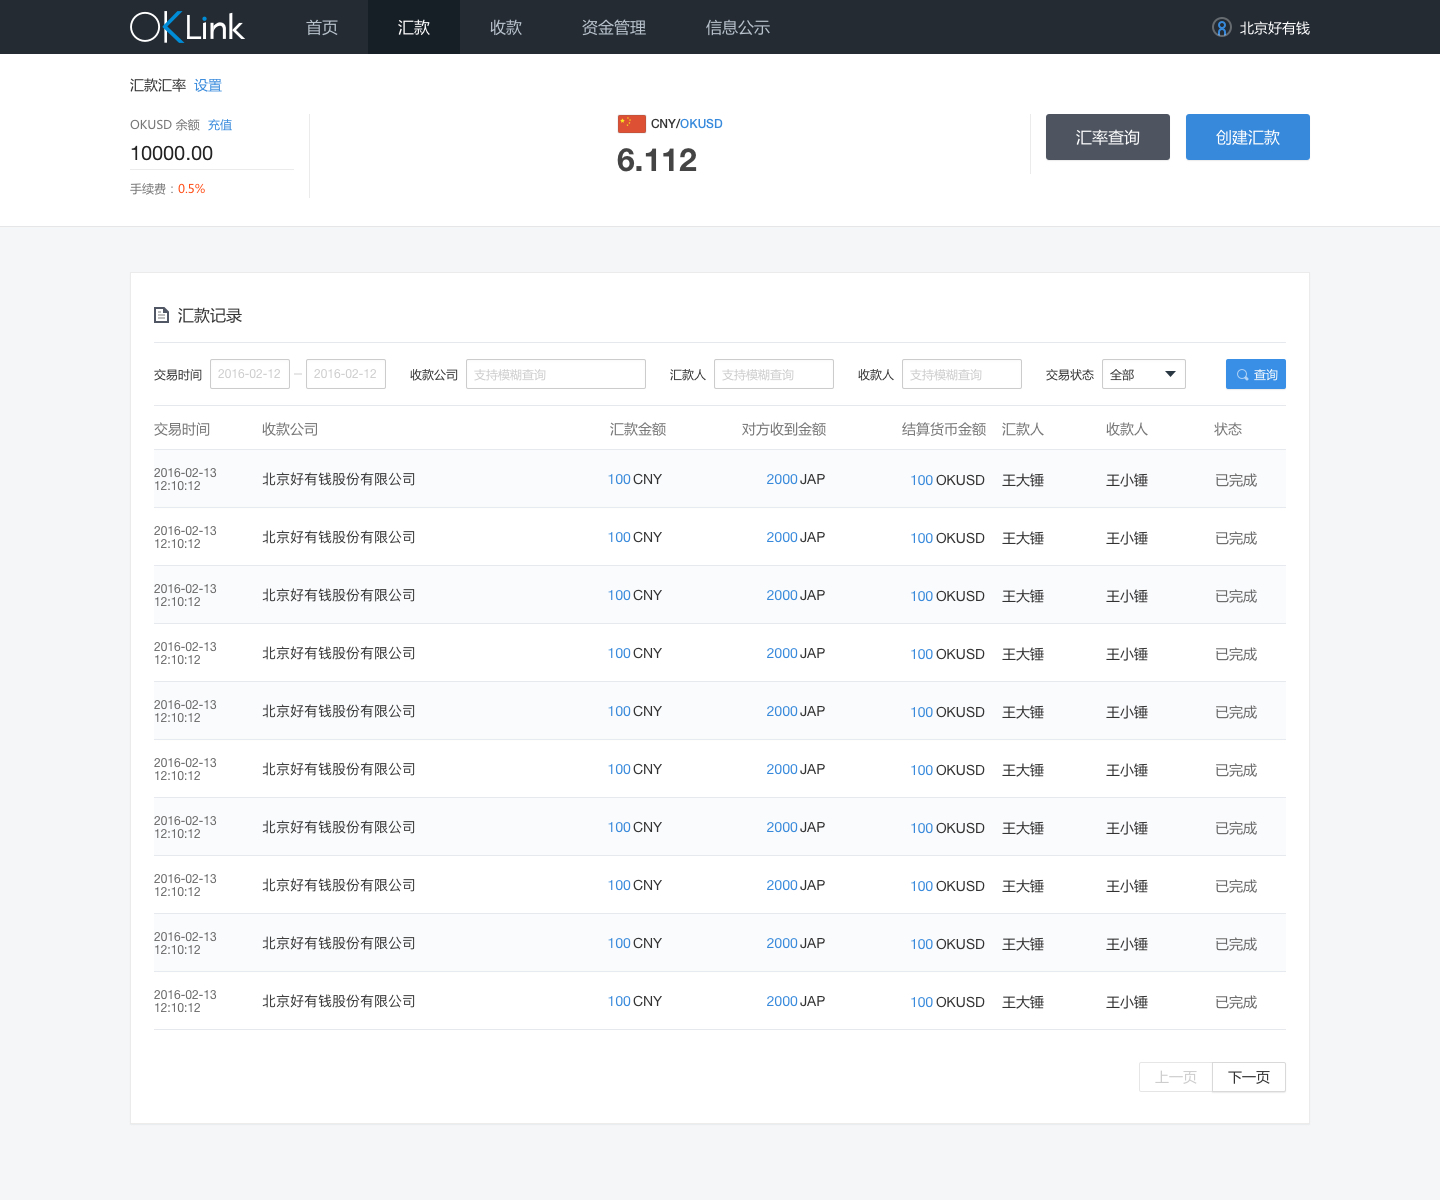 OKLink 首页 汇款 收款 资金管理 信息公示 北京好有钱
汇款汇率 设置
OKUSD 余额 充值
10000.00
手续费：0.5%
CNY/OKUSD
6.112
汇率查询 创建汇款
汇款记录
交易时间 2016-02-12 – 2016-02-12 收款公司 支持模糊查询 汇款人 支持模糊查询 收款人 支持模糊查询 交易状态 全部 查询
交易时间 收款公司 汇款金额 对方收到金额 结算货币金额 汇款人 收款人 状态
2016-02-13
12:10:12 北京好有钱股份有限公司 100 CNY 2000 JAP 100 OKUSD 王大锤 王小锤 已完成
2016-02-13
12:10:12 北京好有钱股份有限公司 100 CNY 2000 JAP 100 OKUSD 王大锤 王小锤 已完成
2016-02-13
12:10:12 北京好有钱股份有限公司 100 CNY 2000 JAP 100 OKUSD 王大锤 王小锤 已完成
2016-02-13
12:10:12 北京好有钱股份有限公司 100 CNY 2000 JAP 100 OKUSD 王大锤 王小锤 已完成
2016-02-13
12:10:12 北京好有钱股份有限公司 100 CNY 2000 JAP 100 OKUSD 王大锤 王小锤 已完成
2016-02-13
12:10:12 北京好有钱股份有限公司 100 CNY 2000 JAP 100 OKUSD 王大锤 王小锤 已完成
2016-02-13
12:10:12 北京好有钱股份有限公司 100 CNY 2000 JAP 100 OKUSD 王大锤 王小锤 已完成
2016-02-13
12:10:12 北京好有钱股份有限公司 100 CNY 2000 JAP 100 OKUSD 王大锤 王小锤 已完成
2016-02-13
12:10:12 北京好有钱股份有限公司 100 CNY 2000 JAP 100 OKUSD 王大锤 王小锤 已完成
2016-02-13
12:10:12 北京好有钱股份有限公司 100 CNY 2000 JAP 100 OKUSD 王大锤 王小锤 已完成
上一页 下一页